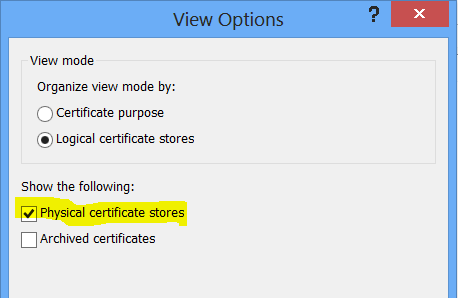 View Options
?
View mode
Organize view mode by:
Certificate purpose
Logical certificate stores
Show the following:
Physical certificate stores
Archived certificates